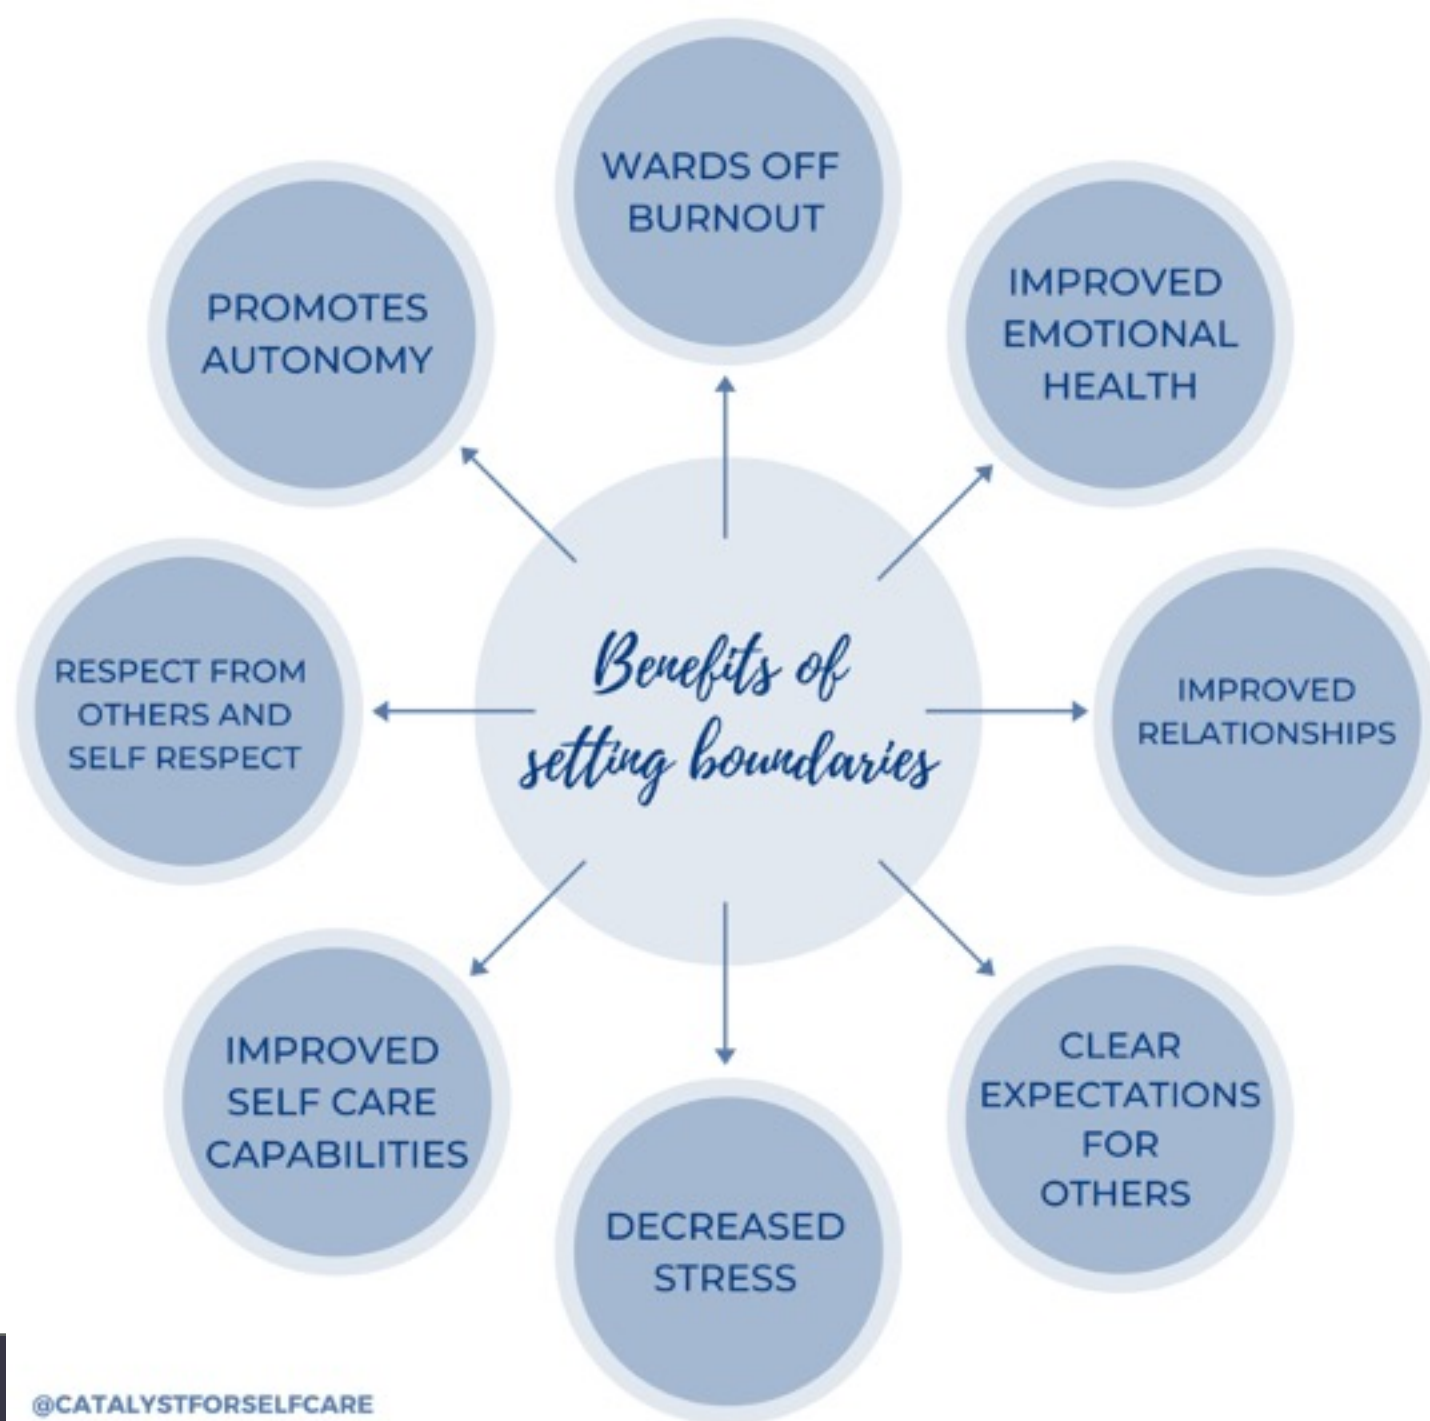 WARDS OFF
BURNOUT
IMPROVED
EMOTIONAL
HEALTH
IMPROVED
RELATIONSHIPS
CLEAR
EXPECTATIONS
FOR
OTHERS
DECREASED
STRESS
IMPROVED
SELF CARE
CAPABILITIES
RESPECT FROM
OTHERS AND
SELF RESPECT
PROMOTES
AUTONOMY
Benefits of
setting boundaries
@CATALYSTFORSELFCARE